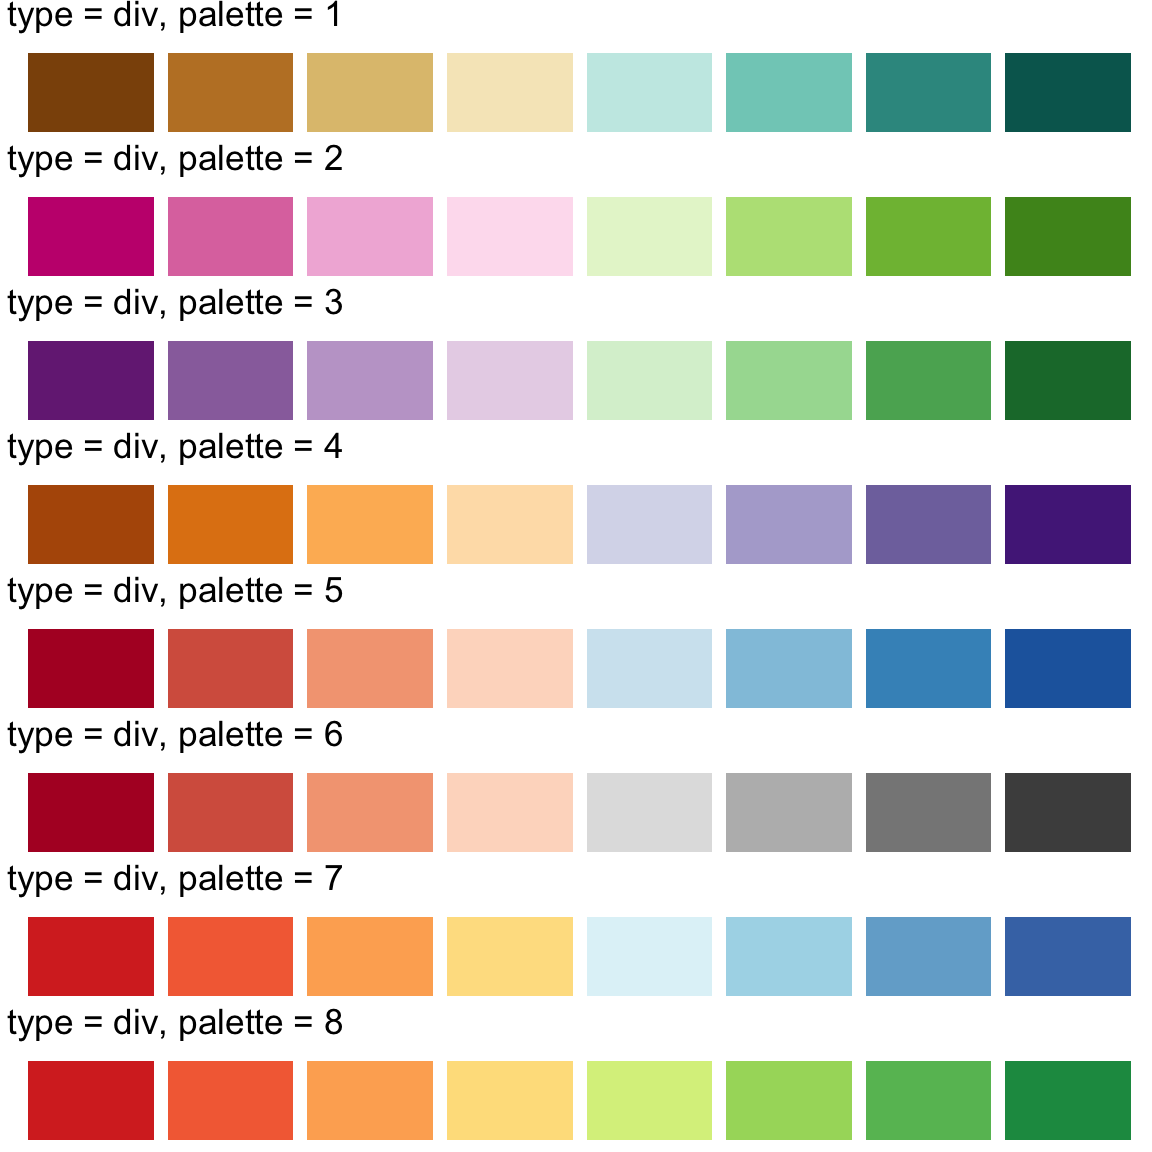 type = div, palette = 1
type = div, palette = 2
type = div, palette = 3
type = div, palette = 4
type = div, palette = 5
type = div, palette = 6
type = div, palette = 7
type = div, palette = 8